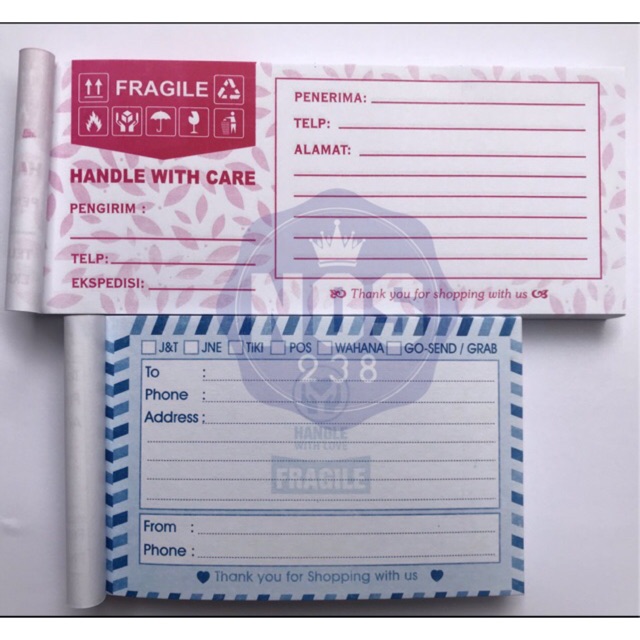 FRAGILE
HANDLE WITH CARE
PENGIRIM :
TELP:
EKSPEDISI:
PENERIMA:
TELP:
ALAMAT:
Thank you for shopping with us
NOS
238
J&T JNE TIKI POS WAHANA GO-SEND / GRAB
To :
Phone :
Address :
HANDLE
WITH LOVE
FRAGILE
From :
Phone :
Thank you for Shopping with us